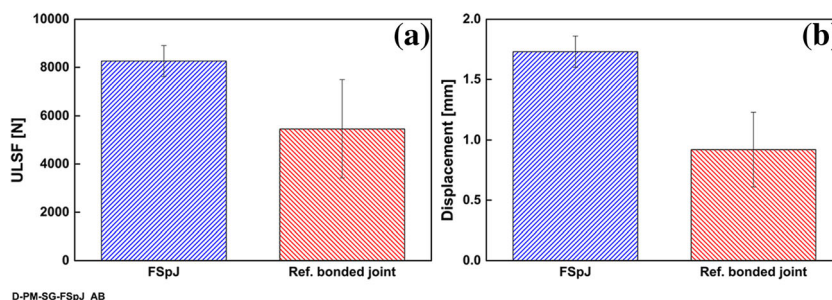 (a)
ULSF [N]
10000
8000
6000
4000
2000
0
FSpJ
Ref. bonded joint
(b)
Displacement [mm]
2.0
1.5
1.0
0.5
0.0
FSpJ
Ref. bonded joint
D-PM-SG-FSpJ_AB